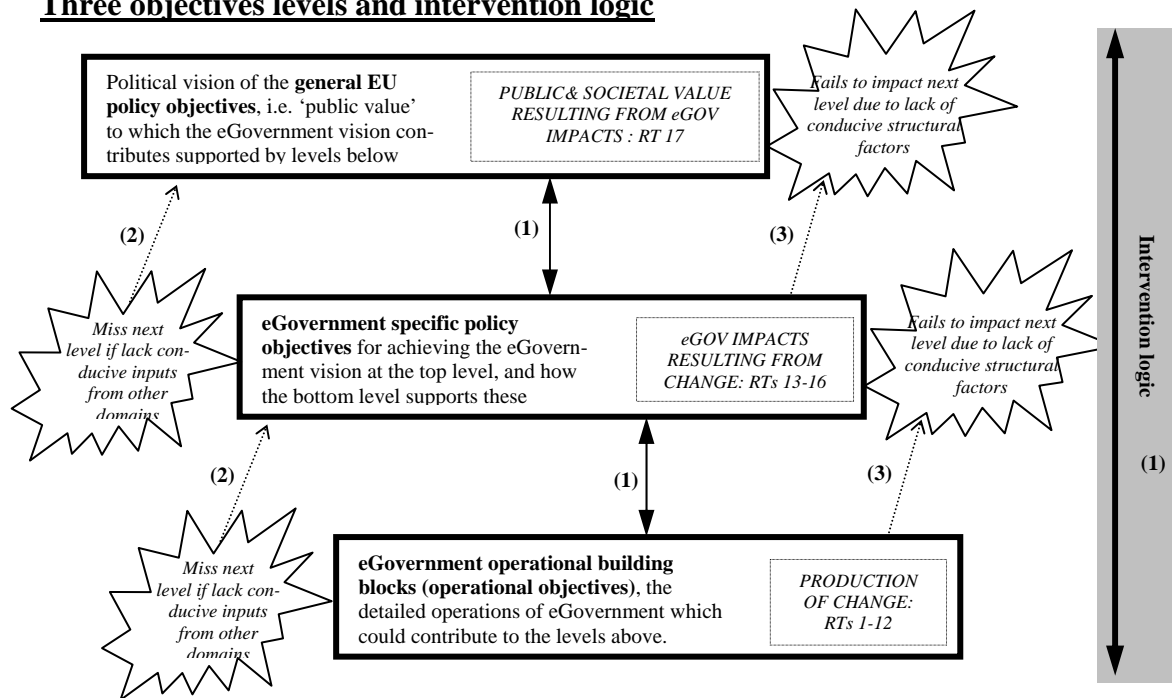 Three objectives levels and intervention logic
Political vision of the general EU
policy objectives, i.e. ‘public value’
to which the eGovernment vision con-
tributes supported by levels below
PUBLIC& SOCIETAL VALUE
RESULTING FROM eGOV
IMPACTS : RT 17
Fails to impact next
level due to lack of
conducive structural
factors
(2)
(1)
(3)
Miss next
level if lack con-
ducive inputs
from other
domains
eGovernment specific policy
objectives for achieving the eGovern-
ment vision at the top level, and how
the bottom level supports these
eGOV IMPACTS
RESULTING FROM
CHANGE: RTs 13-16
Fails to impact next
level due to lack of
conducive structural
factors
(2)
(1)
(3)
Miss next
level if lack con-
ducive inputs
from other
domains
eGovernment operational building
blocks (operational objectives), the
detailed operations of eGovernment which
could contribute to the levels above.
PRODUCTION
OF CHANGE:
RTs 1-12
Intervention logic
(1)